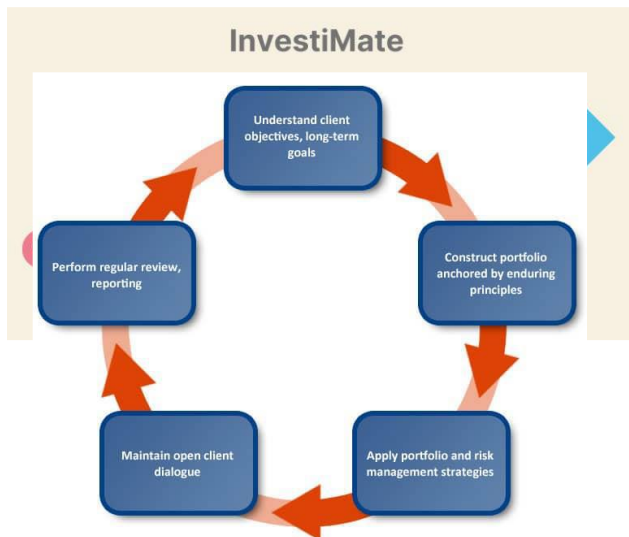 InvestiMate
Understand client
objectives, long-term
goals
Construct portfolio
anchored by enduring
principles
Apply portfolio and risk
management strategies
Maintain open client
dialogue
Perform regular review,
reporting